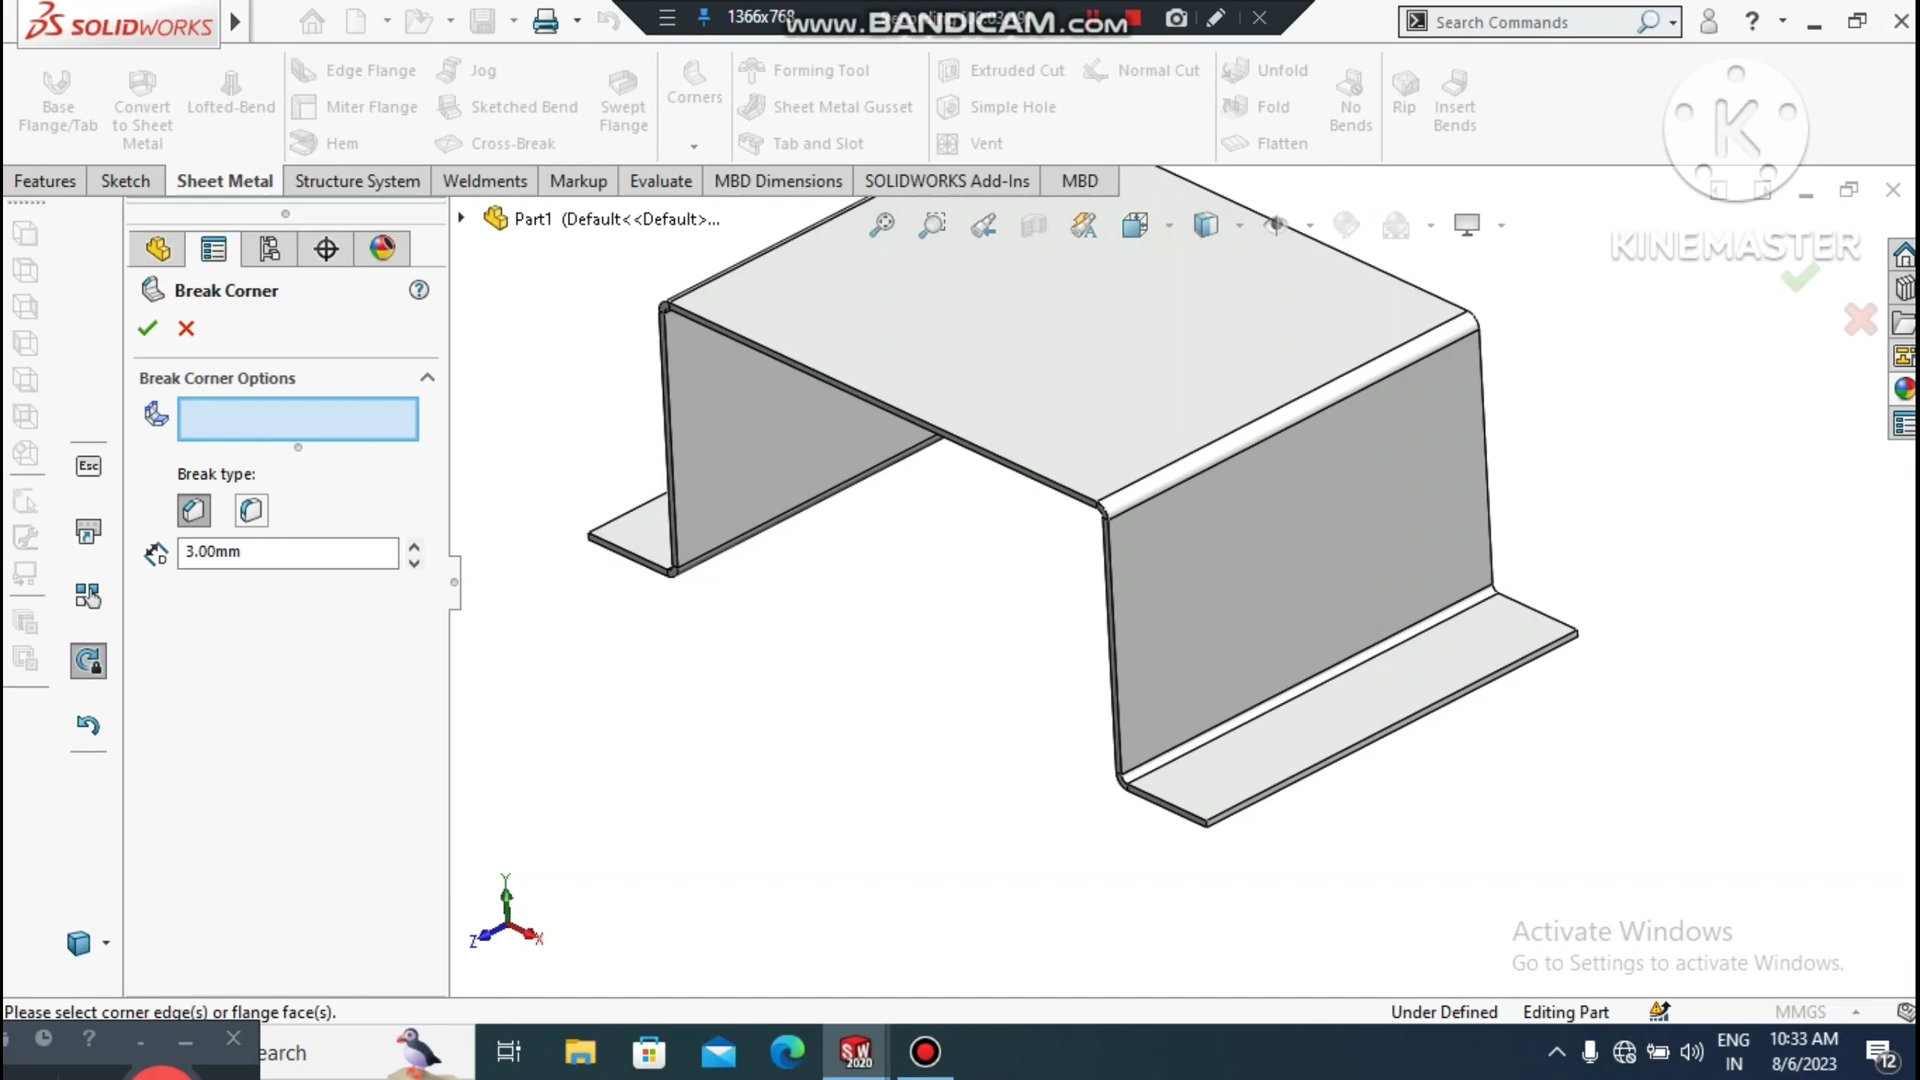 SOLIDWORKS
1366x768
www.BANDICAM.com
Search Commands
?
Base Flange/Tab
Convert to Sheet Metal
Lofted-Bend
Edge Flange
Miter Flange
Hem
Jog
Sketched Bend
Cross-Break
Swept Flange
Corners
Forming Tool
Sheet Metal Gusset
Tab and Slot
Extruded Cut
Normal Cut
Simple Hole
Vent
Unfold
Fold
Flatten
No Bends
Rip
Insert Bends
K
KINEMASTER
Features
Sketch
Sheet Metal
Structure System
Weldments
Markup
Evaluate
MBD Dimensions
SOLIDWORKS Add-Ins
MBD
Part1 (Default<<Default>...
Break Corner
Break Corner Options
Break type:
3.00mm
Esc
Y
Z
X
Activate Windows
Go to Settings to activate Windows.
Please select corner edge(s) or flange face(s).
Under Defined
Editing Part
MMGS
earch
SW 2020
ENG
IN
10:33 AM
8/6/2023
12